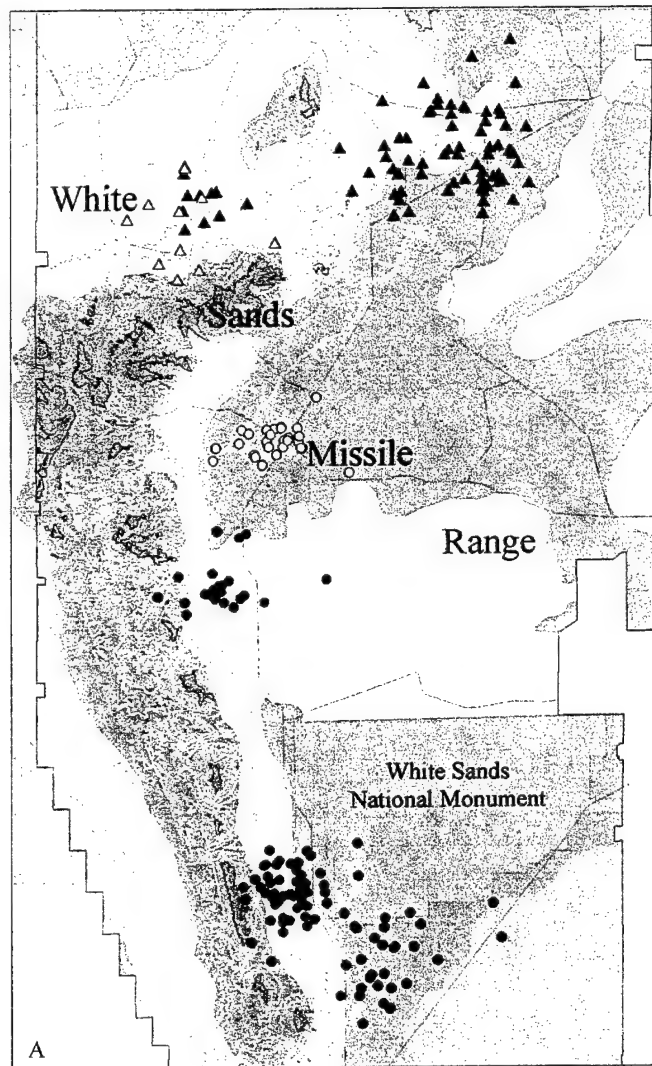 White
Sands
Missile
Range
White Sands
National Monument
A